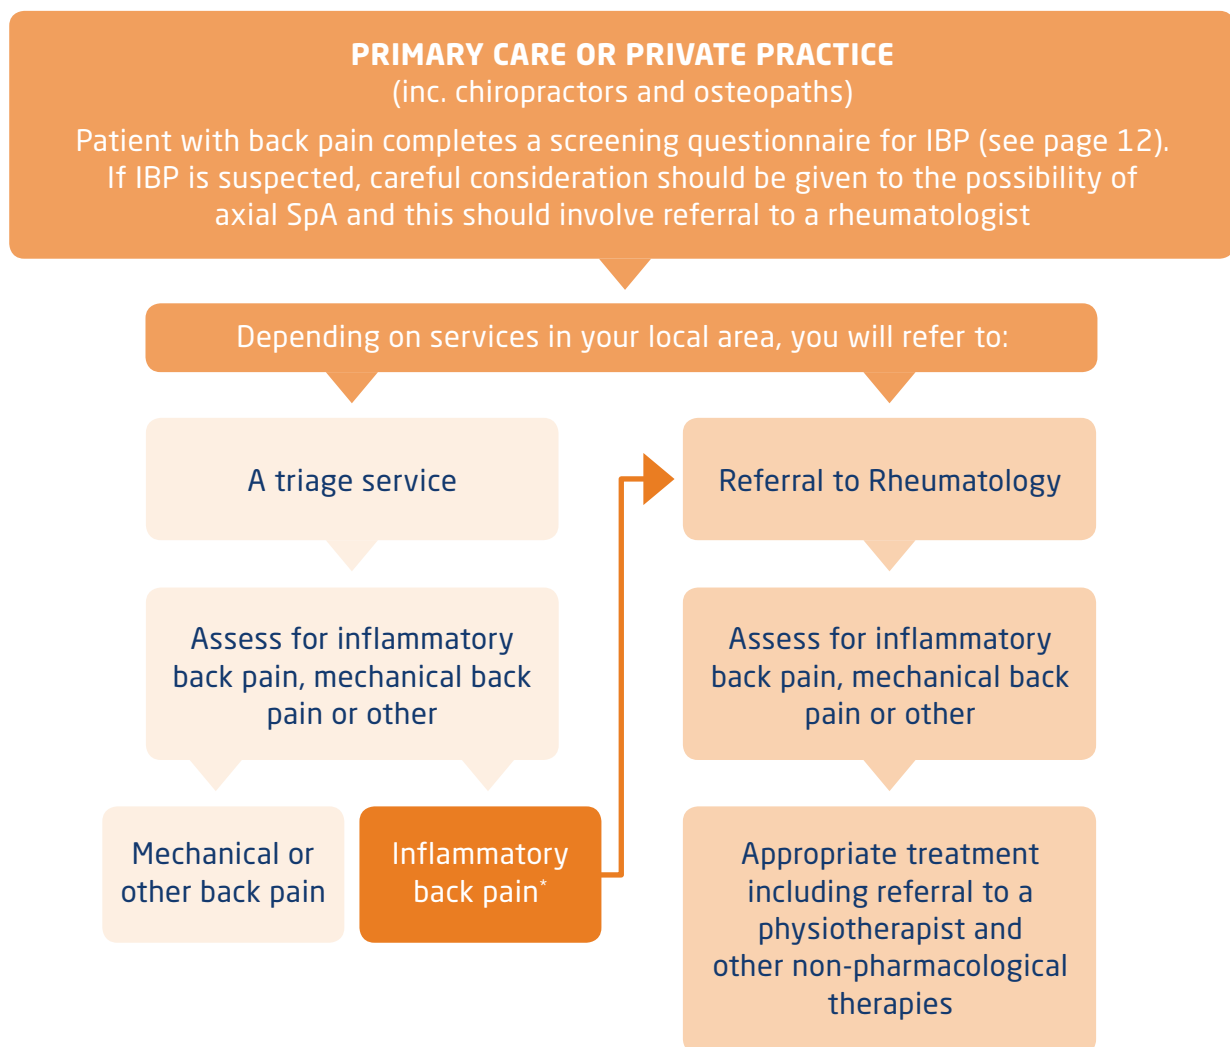 PRIMARY CARE OR PRIVATE PRACTICE
(inc. chiropractors and osteopaths)
Patient with back pain completes a screening questionnaire for IBP (see page 12).
If IBP is suspected, careful consideration should be given to the possibility of
axial SpA and this should involve referral to a rheumatologist
Depending on services in your local area, you will refer to:
A triage service
Referral to Rheumatology
Assess for inflammatory
back pain, mechanical back
pain or other
Assess for inflammatory
back pain, mechanical back
pain or other
Mechanical or
other back pain
Inflammatory
back pain*
Appropriate treatment
including referral to a
physiotherapist and
other non-pharmacological
therapies